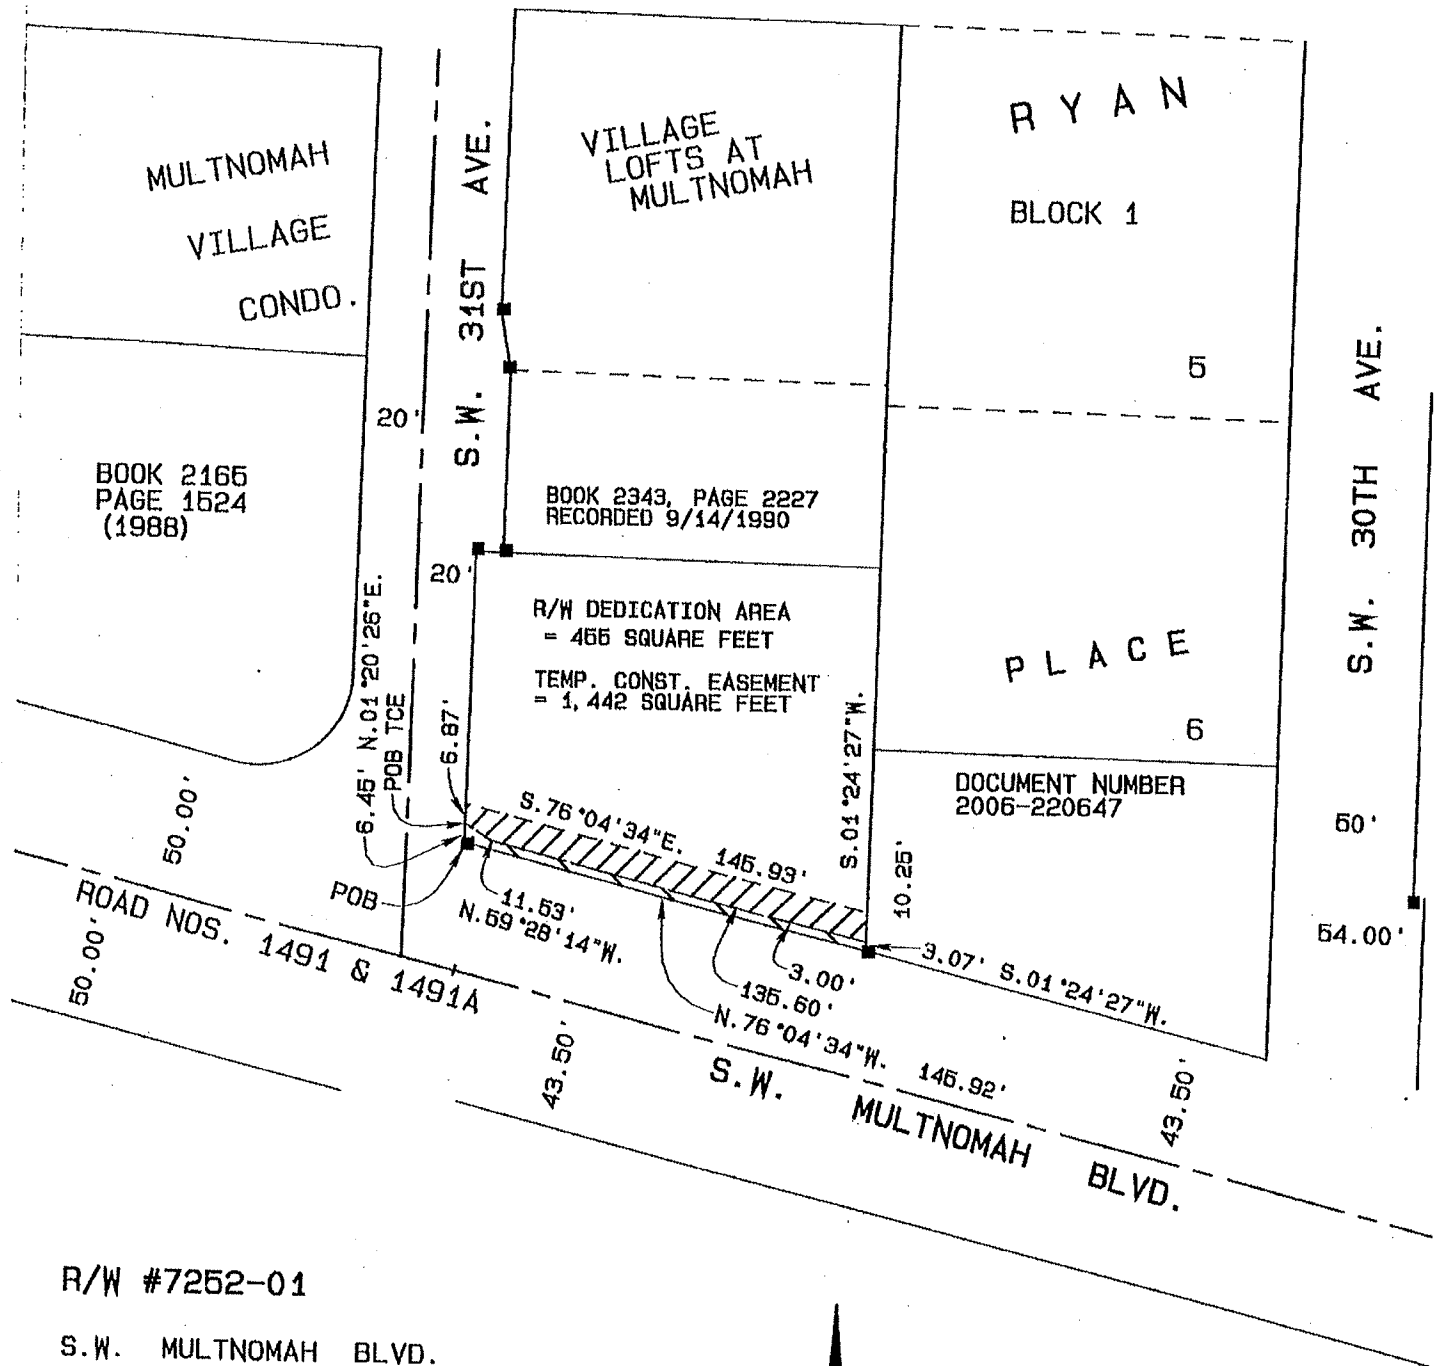 MULTNOMAH
VILLAGE
CONDO.
S.W. 31ST AVE.
VILLAGE
LOFTS AT
MULTNOMAH
RYAN
BLOCK 1
5
S.W. 30TH AVE.
20'
BOOK 2165
PAGE 1524
(1988)
BOOK 2343, PAGE 2227
RECORDED 9/14/1990
20'
R/W DEDICATION AREA
= 455 SQUARE FEET
TEMP. CONST. EASEMENT
= 1,442 SQUARE FEET
PLACE
6
6.45' N.01°20'26"E.
POB TCE
6.87'
S.01°24'27"W.
DOCUMENT NUMBER
2006-220647
50'
54.00'
S.76°04'34"E. 145.93'
10.25'
50.00'
POB
11.53'
N.59°28'14"W.
ROAD NOS. 1491 & 1491A
50.00'
3.07' S.01°24'27"W.
3.00'
135.60'
N.76°04'34"W. 145.92'
43.50'
43.50'
S.W. MULTNOMAH BLVD.
R/W #7252-01
S.W. MULTNOMAH BLVD.